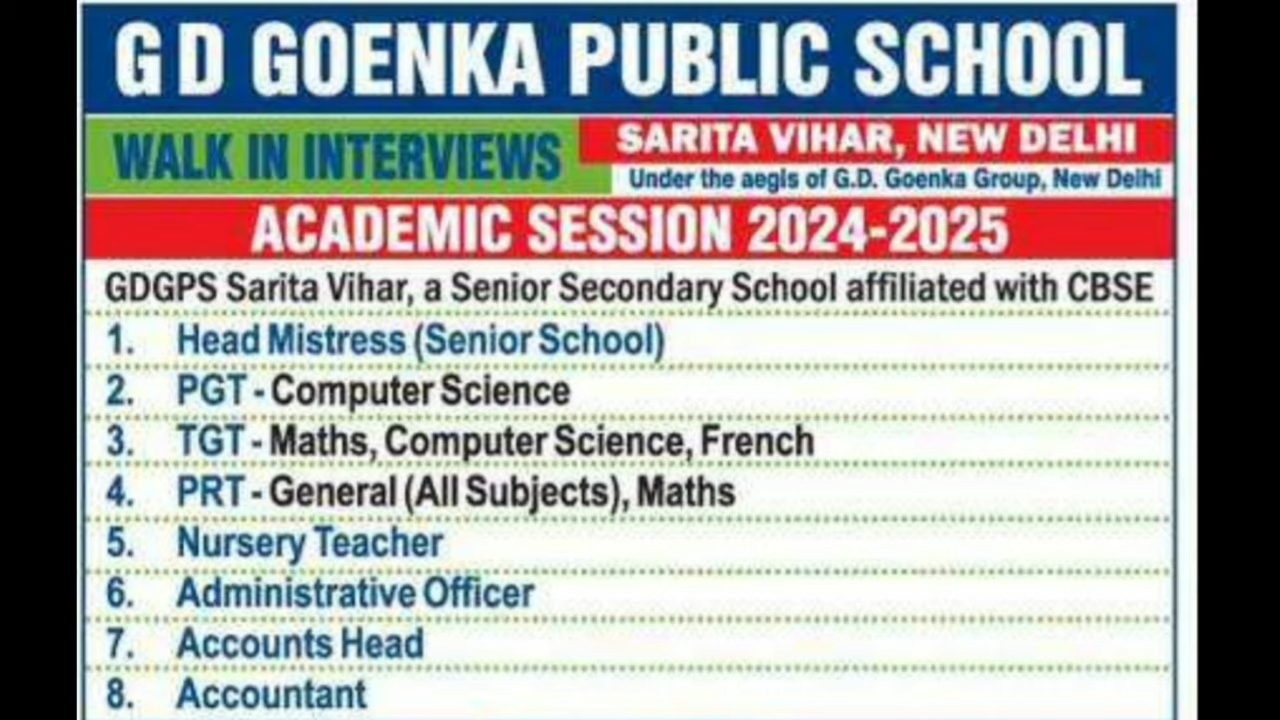 G D GOENKA PUBLIC SCHOOL
WALK IN INTERVIEWS
SARITA VIHAR, NEW DELHI
Under the aegis of G.D. Goenka Group, New Delhi
ACADEMIC SESSION 2024-2025
GDGPS Sarita Vihar, a Senior Secondary School affiliated with CBSE
1. Head Mistress (Senior School)
2. PGT - Computer Science
3. TGT - Maths, Computer Science, French
4. PRT - General (All Subjects), Maths
5. Nursery Teacher
6. Administrative Officer
7. Accounts Head
8. Accountant